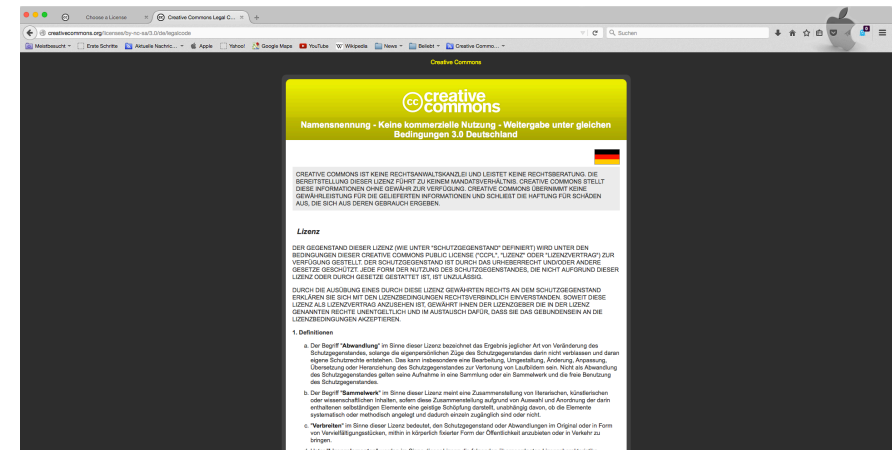 Choose a License
Creative Commons Legal C...
creativecommons.org/licenses/by-nc-sa/3.0/de/legalcode
Suchen
Meistbesucht
Erste Schritte
Aktuelle Nachric...
Apple
Yahoo!
Google Maps
YouTube
Wikipedia
News
Beliebt
Creative Commo...
Creative Commons
cc creative
commons
Namensnennung - Keine kommerzielle Nutzung - Weitergabe unter gleichen
Bedingungen 3.0 Deutschland
CREATIVE COMMONS IST KEINE RECHTSANWALTSKANZLEI UND LEISTET KEINE RECHTSBERATUNG. DIE
BEREITSTELLUNG DIESER LIZENZ FÜHRT ZU KEINEM MANDATSVERHÄLTNIS. CREATIVE COMMONS STELLT
DIESE INFORMATIONEN OHNE GEWÄHR ZUR VERFÜGUNG. CREATIVE COMMONS ÜBERNIMMT KEINE
GEWÄHRLEISTUNG FÜR DIE GELIEFERTEN INFORMATIONEN UND SCHLIEßT DIE HAFTUNG FÜR SCHÄDEN
AUS, DIE SICH AUS DEREN GEBRAUCH ERGEBEN.
Lizenz
DER GEGENSTAND DIESER LIZENZ (WIE UNTER "SCHUTZGEGENSTAND" DEFINIERT) WIRD UNTER DEN
BEDINGUNGEN DIESER CREATIVE COMMONS PUBLIC LICENSE ("CCPL", "LIZENZ" ODER "LIZENZVERTRAG") ZUR
VERFÜGUNG GESTELLT. DER SCHUTZGEGENSTAND IST DURCH DAS URHEBERRECHT UND/ODER ANDERE
GESETZE GESCHÜTZT. JEDE FORM DER NUTZUNG DES SCHUTZGEGENSTANDES, DIE NICHT AUFGRUND DIESER
LIZENZ ODER DURCH GESETZE GESTATTET IST, IST UNZULÄSSIG.
DURCH DIE AUSÜBUNG EINES DURCH DIESE LIZENZ GEWÄHRTEN RECHTS AN DEM SCHUTZGEGENSTAND
ERKLÄREN SIE SICH MIT DEN LIZENZBEDINGUNGEN RECHTSVERBINDLICH EINVERSTANDEN. SOWEIT DIESE
LIZENZ ALS LIZENZVERTRAG ANZUSEHEN IST, GEWÄHRT IHNEN DER LIZENZGEBER DIE IN DER LIZENZ
GENANNTEN RECHTE UNENTGELTLICH UND IM AUSTAUSCH DAFÜR, DASS SIE DAS GEBUNDENSEIN AN DIE
LIZENZBEDINGUNGEN AKZEPTIEREN.
1. Definitionen
a. Der Begriff "Abwandlung" im Sinne dieser Lizenz bezeichnet das Ergebnis jeglicher Art von Veränderung des
Schutzgegenstandes, solange die eigenpersönlichen Züge des Schutzgegenstandes darin nicht verblassen und daran
eigene Schutzrechte entstehen. Das kann insbesondere eine Bearbeitung, Umgestaltung, Änderung, Anpassung,
Übersetzung oder Heranziehung des Schutzgegenstandes zur Vertonung von Laufbildern sein. Nicht als Abwandlung
des Schutzgegenstandes gelten seine Aufnahme in eine Sammlung oder ein Sammelwerk und die freie Benutzung
des Schutzgegenstandes.
b. Der Begriff "Sammelwerk" im Sinne dieser Lizenz meint eine Zusammenstellung von literarischen, künstlerischen
oder wissenschaftlichen Inhalten, sofern diese Zusammenstellung aufgrund von Auswahl und Anordnung der darin
enthaltenen selbständigen Elemente eine geistige Schöpfung darstellt, unabhängig davon, ob die Elemente
systematisch oder methodisch angelegt und dadurch einzeln zugänglich sind oder nicht.
c. "Verbreiten" im Sinne dieser Lizenz bedeutet, den Schutzgegenstand oder Abwandlungen im Original oder in Form
von Vervielfältigungsstücken, mithin in körperlich fixierter Form der Öffentlichkeit anzubieten oder in Verkehr zu
bringen.